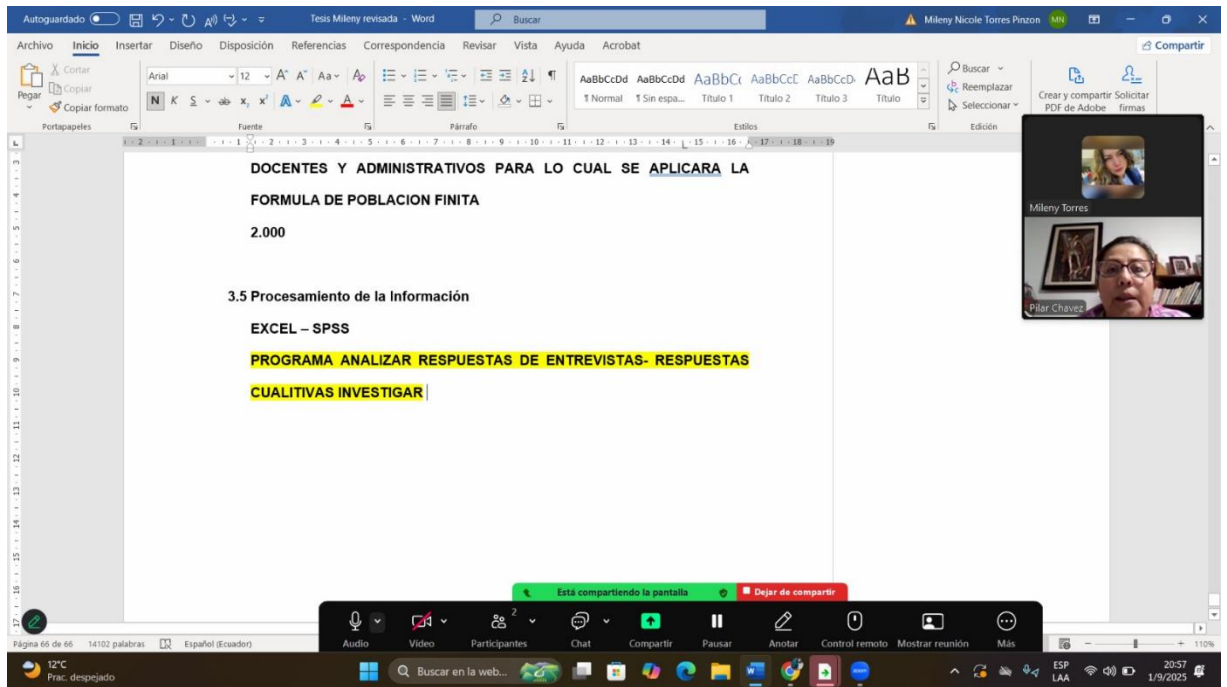 Autoguardado
Tesis Mileny revisada - Word
Buscar
Mileny Nicole Torres Pinzon
MN
Archivo Inicio Insertar Diseño Disposición Referencias Correspondencia Revisar Vista Ayuda Acrobat
Compartir
Pegar
Cortar
Copiar
Copiar formato
Portapapeles
Arial
12
N K S ab x, x²
Fuente
Párrafo
AaBbCcDd AaBbCcDd AaBbC( AaBbCcE AaBbCcD AaB
¶ Normal ¶ Sin espa... Título 1 Título 2 Título 3 Título
Estilos
Buscar
Reemplazar
Seleccionar
Edición
Crear y compartir PDF de Adobe
Solicitar firmas
DOCENTES Y ADMINISTRATIVOS PARA LO CUAL SE APLICARA LA
FORMULA DE POBLACION FINITA
2.000
3.5 Procesamiento de la Información
EXCEL – SPSS
PROGRAMA ANALIZAR RESPUESTAS DE ENTREVISTAS- RESPUESTAS
CUALITIVAS INVESTIGAR
Mileny Torres
Pilar Chavez
Está compartiendo la pantalla
Dejar de compartir
2
Audio Video Participantes Chat Compartir Pausar Anotar Control remoto Mostrar reunión Más
Página 66 de 66 14102 palabras Español (Ecuador)
110%
12°C
Prac. despejado
Buscar en la web...
ESP
LAA
20:57
1/9/2025